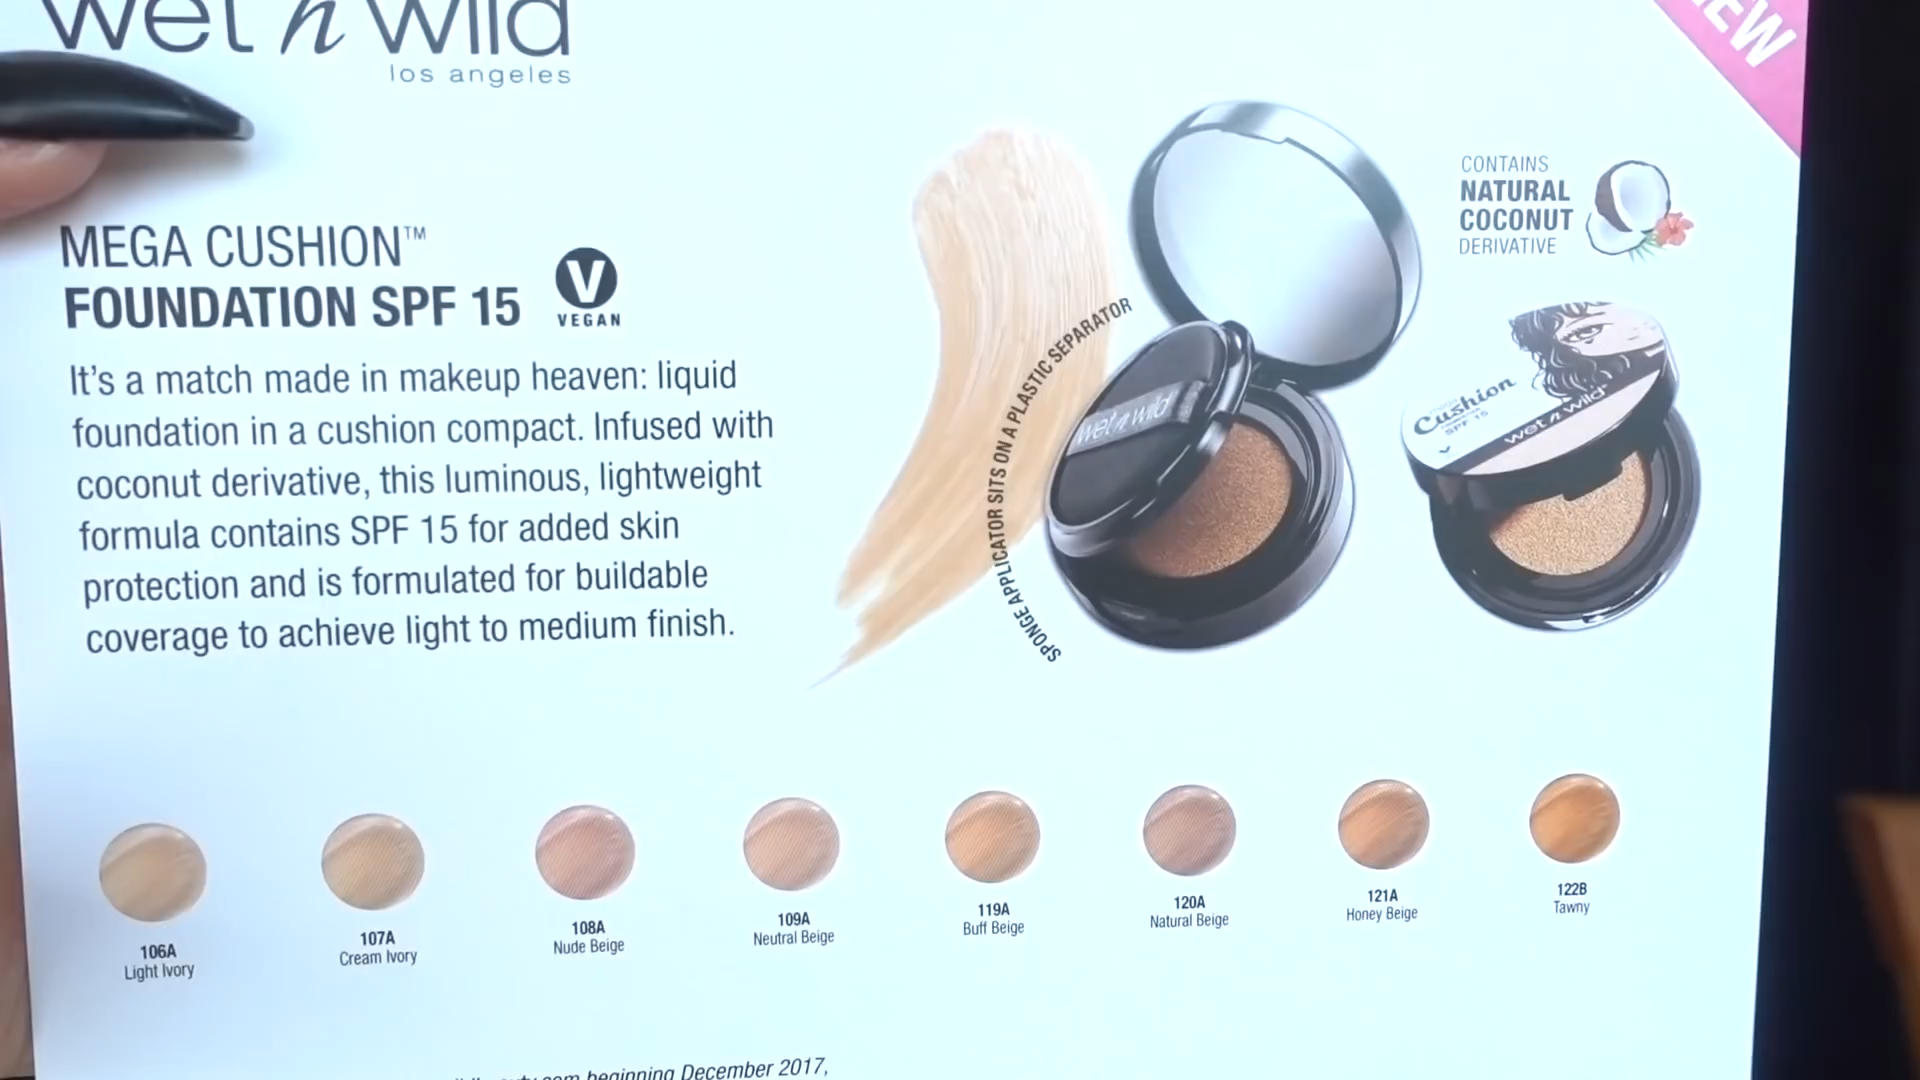 wet n wild
los angeles
NEW
MEGA CUSHION™
FOUNDATION SPF 15
V
VEGAN
It's a match made in makeup heaven: liquid
foundation in a cushion compact. Infused with
coconut derivative, this luminous, lightweight
formula contains SPF 15 for added skin
protection and is formulated for buildable
coverage to achieve light to medium finish.
SPONGE APPLICATOR SITS ON A PLASTIC SEPARATOR
wet n wild
CONTAINS
NATURAL
COCONUT
DERIVATIVE
Cushion
SPF 15
wet n wild
106A
Light Ivory
107A
Cream Ivory
108A
Nude Beige
109A
Neutral Beige
119A
Buff Beige
120A
Natural Beige
121A
Honey Beige
122B
Tawny
beginning December 2017,